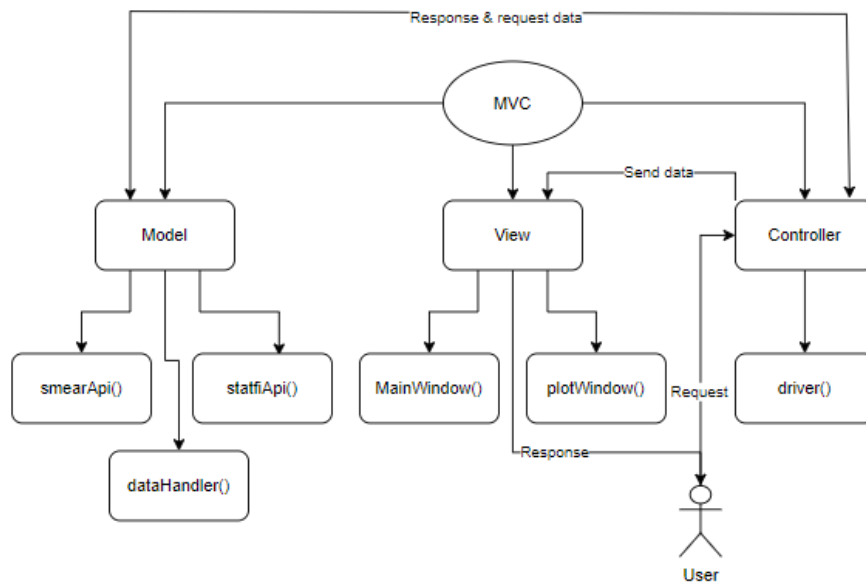 Response & request data
MVC
Send data
Model
View
Controller
smearApi()
statfiApi()
MainWindow()
plotWindow()
Request
driver()
Response
dataHandler()
User